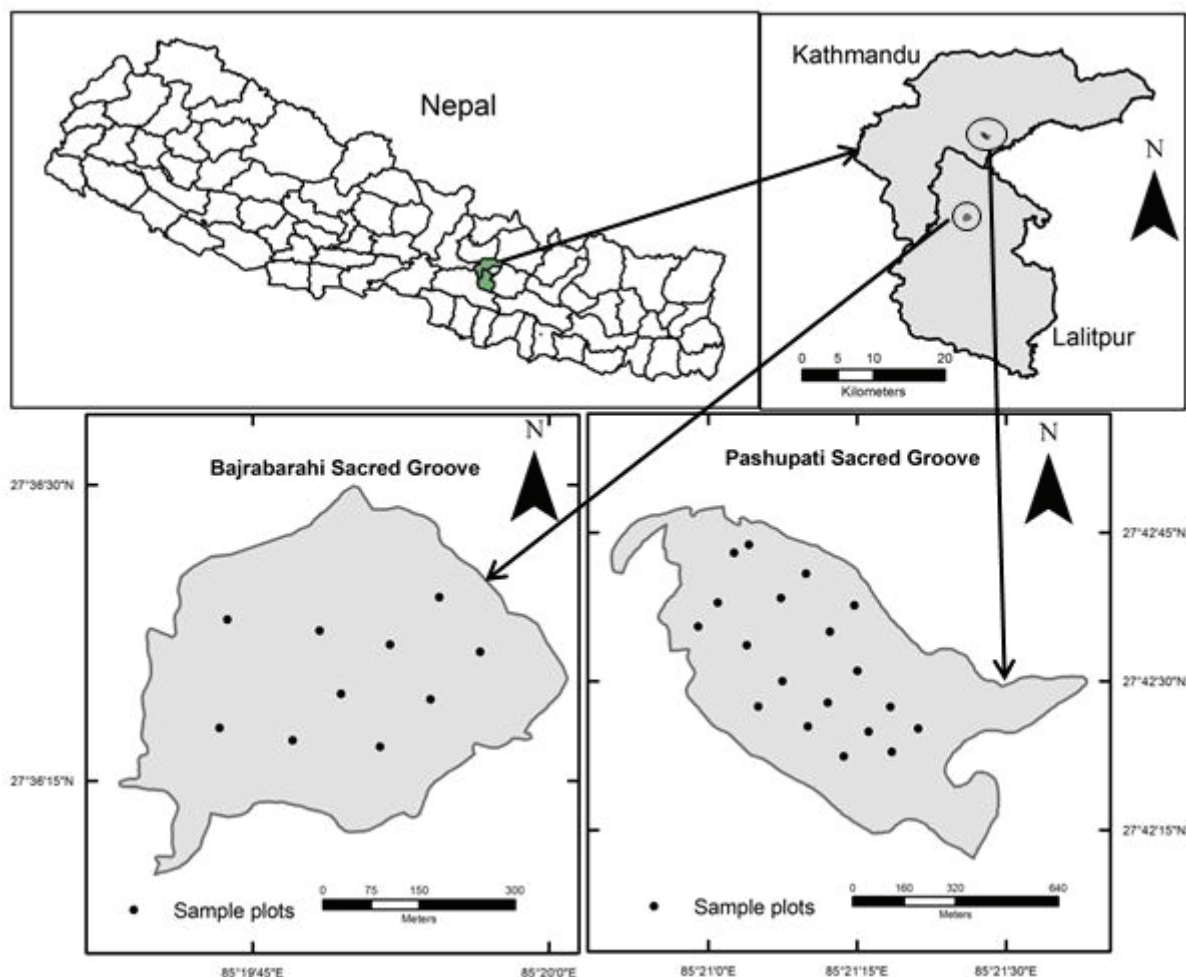 Nepal
Kathmandu
N
Lalitpur
0 5 10 20
Kilometers
N
Bajrabarahi Sacred Groove
27°36'30"N
27°36'15"N
Sample plots
0 75 150 300
Meters
85°19'45"E
85°20'0"E
N
Pashupati Sacred Groove
27°42'45"N
27°42'30"N
27°42'15"N
Sample plots
0 160 320 640
Meters
85°21'0"E
85°21'15"E
85°21'30"E